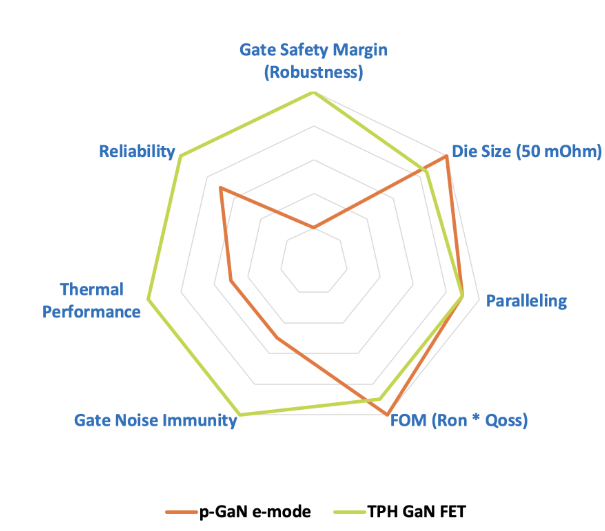 Gate Safety Margin
(Robustness)
Reliability
Die Size (50 mOhm)
Thermal
Performance
Paralleling
Gate Noise Immunity
FOM (Ron * Qoss)
p-GaN e-mode
TPH GaN FET